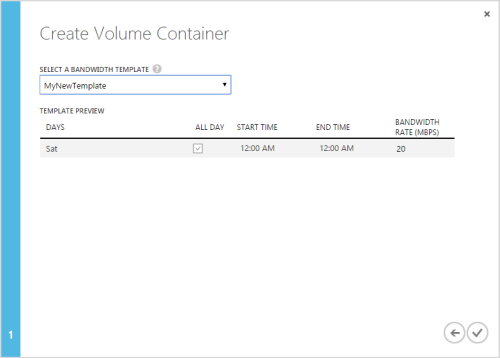 Create Volume Container
SELECT A BANDWIDTH TEMPLATE ?
MyNewTemplate
TEMPLATE PREVIEW
DAYS ALL DAY START TIME END TIME BANDWIDTH RATE (MBPS)
Sat 12:00 AM 12:00 AM 20
1